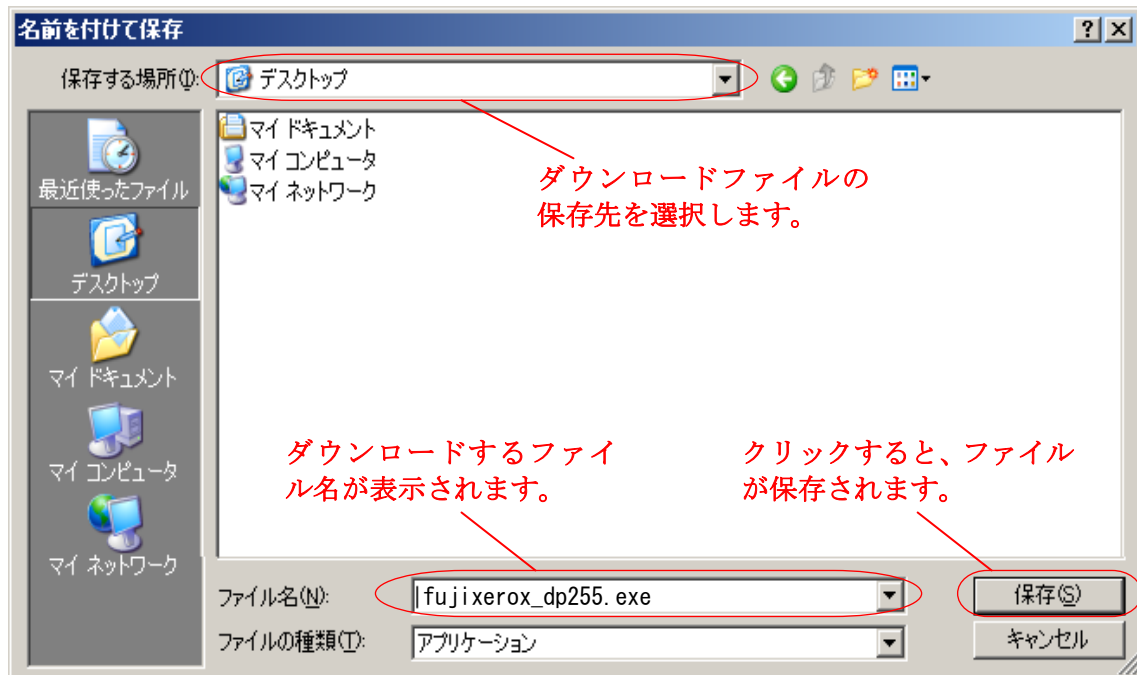 名前を付けて保存
保存する場所(I):
デスクトップ
最近使ったファイル
デスクトップ
マイ ドキュメント
マイ コンピュータ
マイ ネットワーク
マイ ドキュメント
マイ コンピュータ
マイ ネットワーク
ダウンロードファイルの
保存先を選択します。
ダウンロードするファイ
ル名が表示されます。
クリックすると、ファイル
が保存されます。
ファイル名(N):
fujixerox_dp255.exe
保存(S)
ファイルの種類(T):
アプリケーション
キャンセル